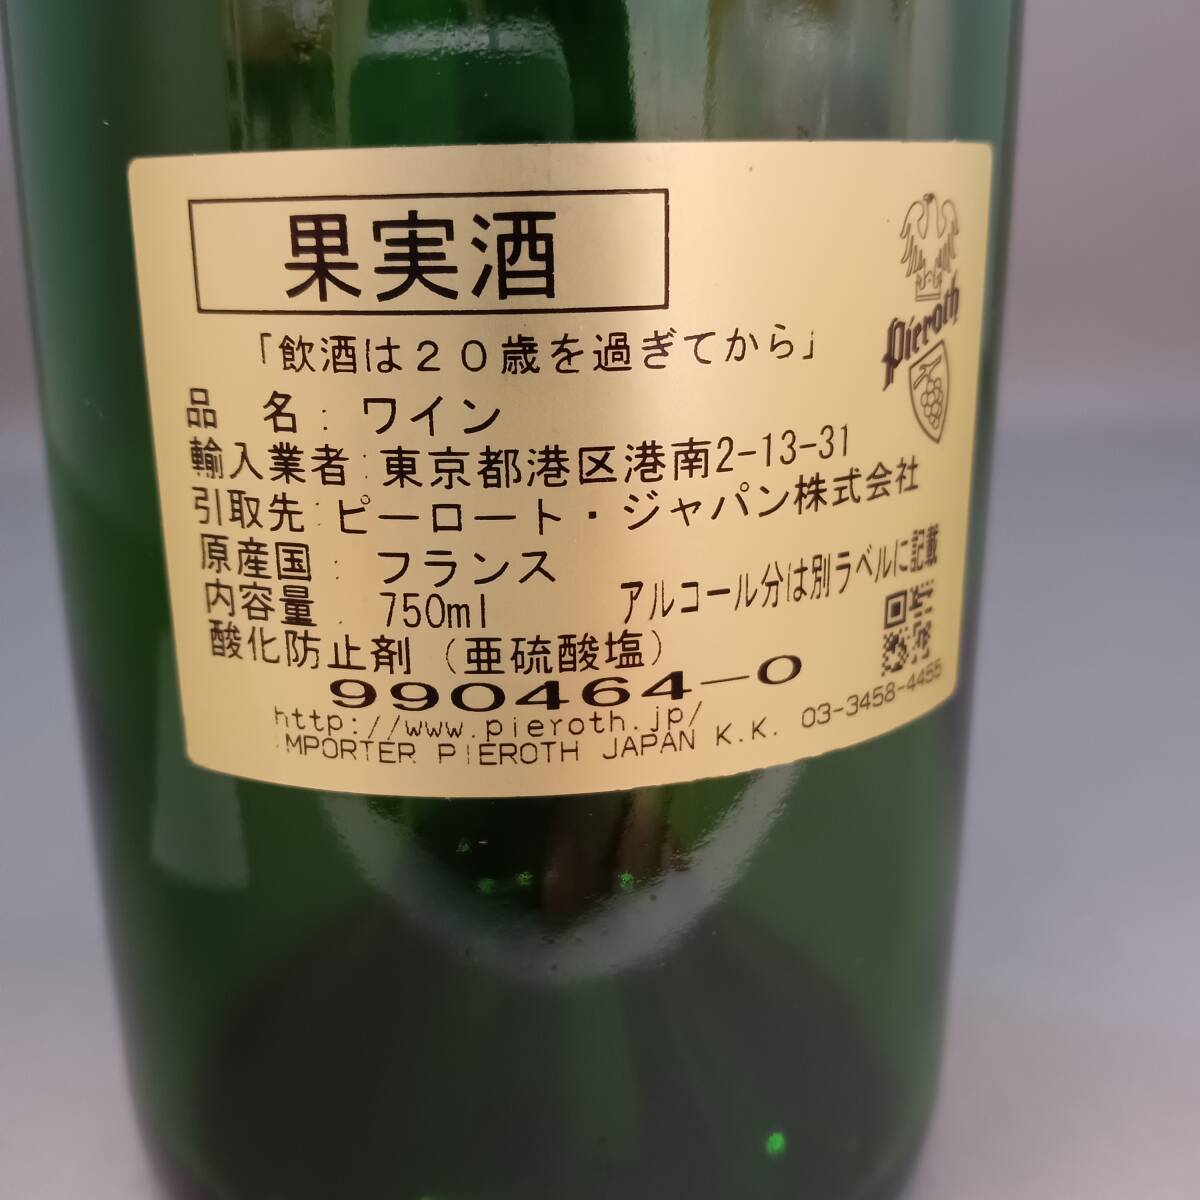 果実酒
Pieroth
「飲酒は20歳を過ぎてから」
品 名: ワイン
輸入業者:東京都港区港南2-13-31
引取先:ピーロート・ジャパン株式会社
原産国: フランス
内容量: 750ml アルコール分は別ラベルに記載
酸化防止剤 (亜硫酸塩)
990464-0
http://www.pieroth.jp/
IMPORTER PIEROTH JAPAN K.K. 03-3458-4455